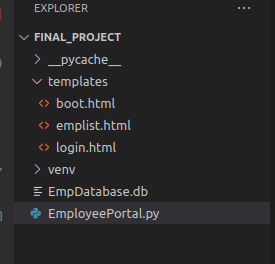 EXPLORER
FINAL_PROJECT
__pycache__
templates
boot.html
emplist.html
login.html
venv
EmpDatabase.db
EmployeePortal.py